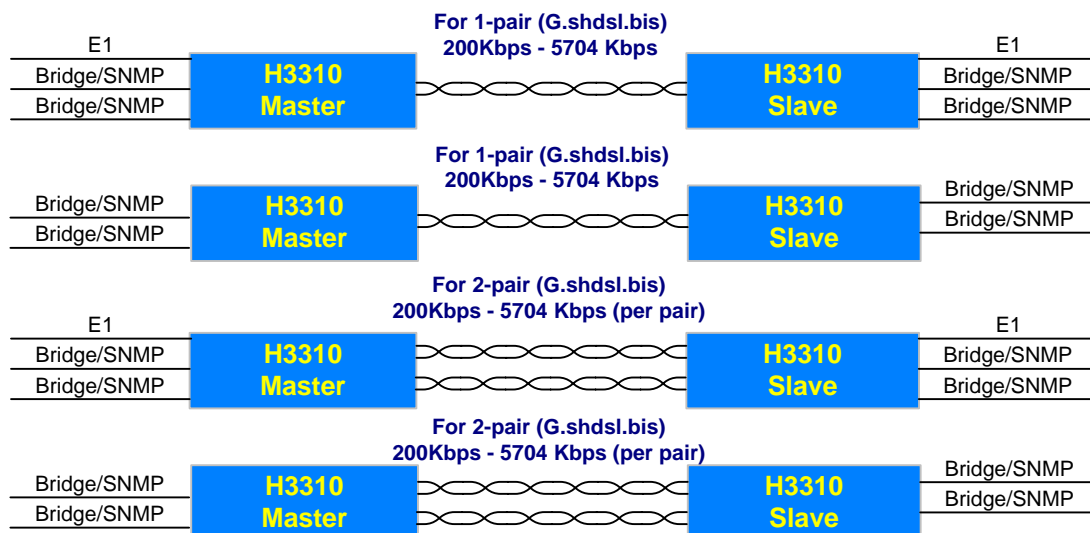 For 1-pair (G.shdsl.bis)
200Kbps - 5704 Kbps
E1
Bridge/SNMP
Bridge/SNMP
H3310
Master
H3310
Slave
E1
Bridge/SNMP
Bridge/SNMP
For 1-pair (G.shdsl.bis)
200Kbps - 5704 Kbps
Bridge/SNMP
Bridge/SNMP
H3310
Master
H3310
Slave
Bridge/SNMP
Bridge/SNMP
For 2-pair (G.shdsl.bis)
200Kbps - 5704 Kbps (per pair)
E1
Bridge/SNMP
Bridge/SNMP
H3310
Master
H3310
Slave
E1
Bridge/SNMP
Bridge/SNMP
For 2-pair (G.shdsl.bis)
200Kbps - 5704 Kbps (per pair)
Bridge/SNMP
Bridge/SNMP
H3310
Master
H3310
Slave
Bridge/SNMP
Bridge/SNMP